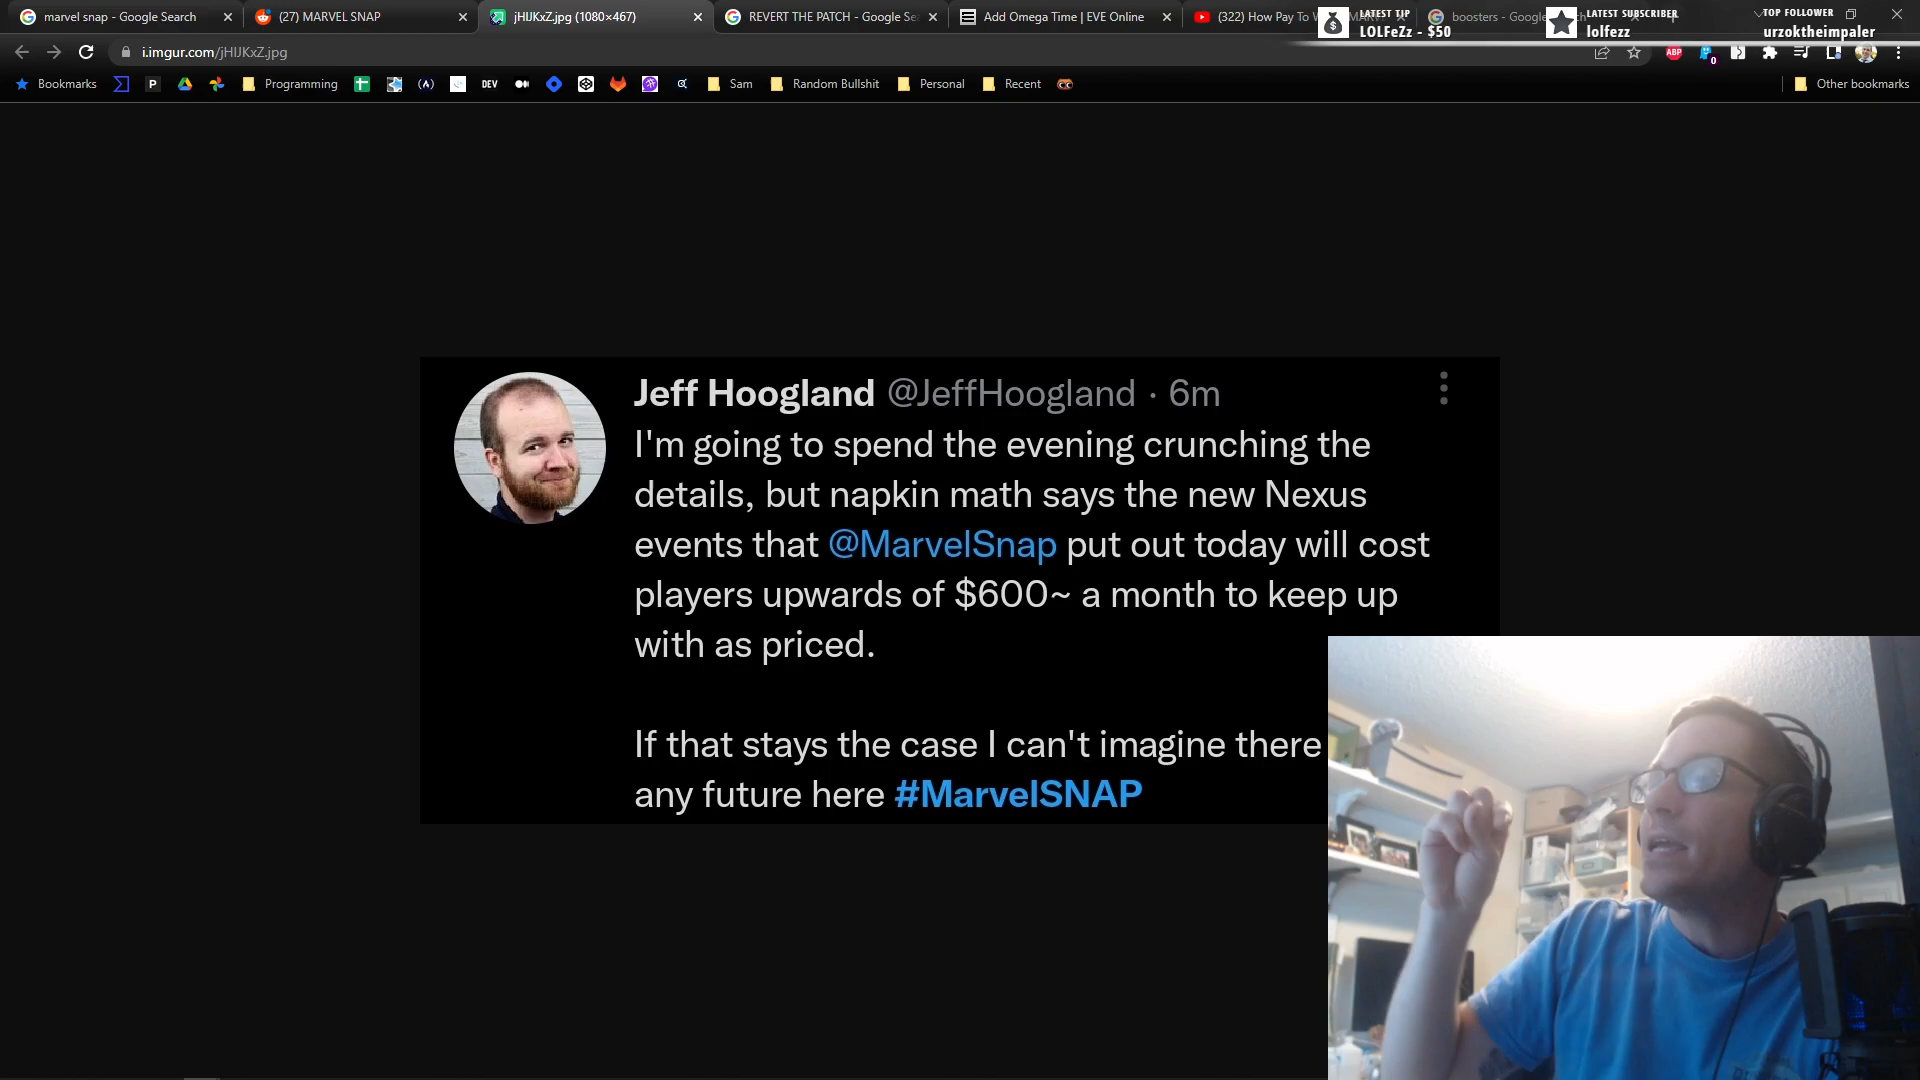 marvel snap - Google Search
(27) MARVEL SNAP
jHIJKxZ.jpg (1080×467)
REVERT THE PATCH - Google Se
Add Omega Time | EVE Online
(322) How Pay To W
boosters - Goog
LATEST TIP
LOLFeZz - $50
LATEST SUBSCRIBER
lolfezz
TOP FOLLOWER
urzoktheimpaler
i.imgur.com/jHIJKxZ.jpg
ABP
0
Bookmarks
P
Programming
(A)
DEV
Sam
Random Bullshit
Personal
Recent
Other bookmarks
Jeff Hoogland @JeffHoogland · 6m
I'm going to spend the evening crunching the
details, but napkin math says the new Nexus
events that @MarvelSnap put out today will cost
players upwards of $600~ a month to keep up
with as priced.
If that stays the case I can't imagine there
any future here #MarvelSNAP